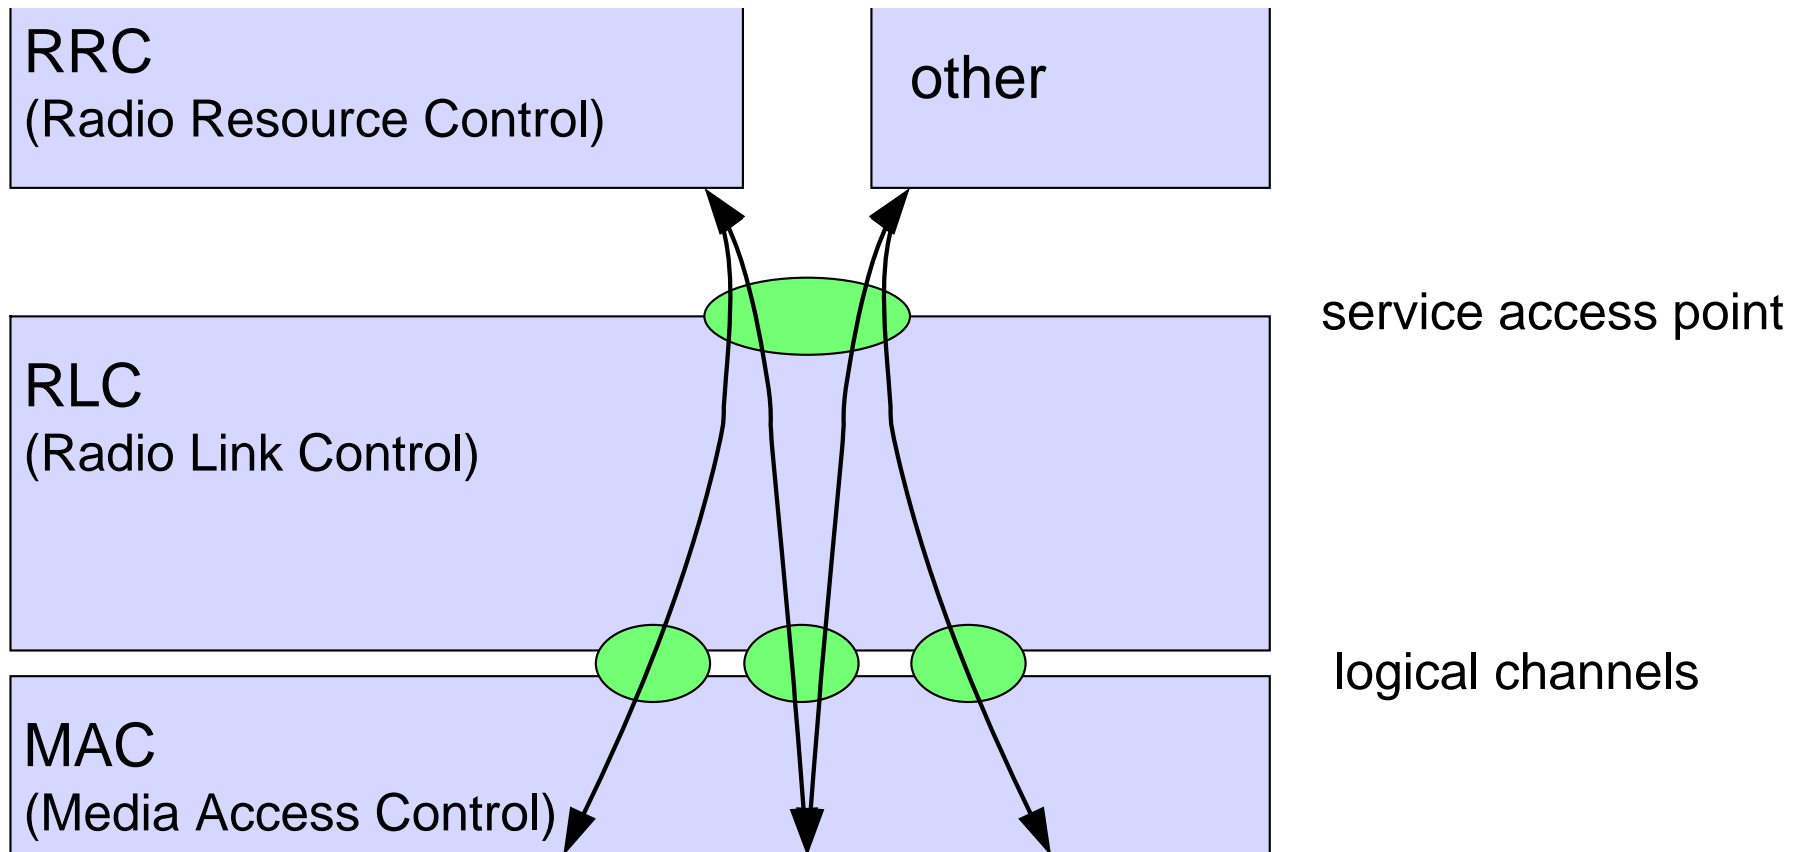 RRC
(Radio Resource Control)
other
service access point
RLC
(Radio Link Control)
logical channels
MAC
(Media Access Control)